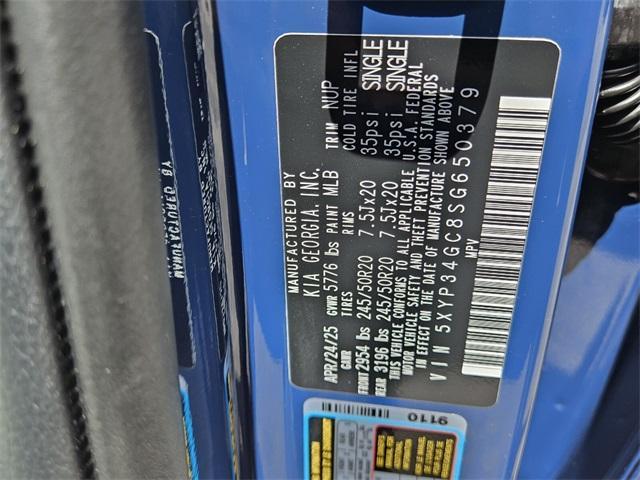 MANUFACTURED BY
KIA GEORGIA, INC.
APR/24/25 GVWR 5776 lbs PAINT MLB TRIM NUP
GAWR TIRES RIMS COLD TIRE INFL
FRONT 2954 lbs 245/50R20 7.5Jx20 35psi SINGLE
REAR 3196 lbs 245/50R20 7.5Jx20 35psi SINGLE
THIS VEHICLE CONFORMS TO ALL APPLICABLE U.S.A. FEDERAL
MOTOR VEHICLE SAFETY AND THEFT PREVENTION STANDARDS
IN EFFECT ON THE DATE OF MANUFACTURE SHOWN ABOVE
VIN 5XYP34GC8SG650379
MPV
9110
MANUFACTURED BY